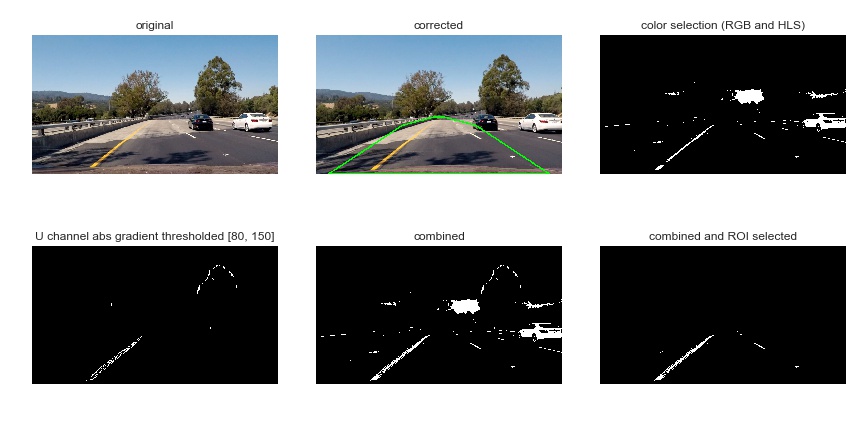 original
corrected
color selection (RGB and HLS)
U channel abs gradient thresholded [80, 150]
combined
combined and ROI selected